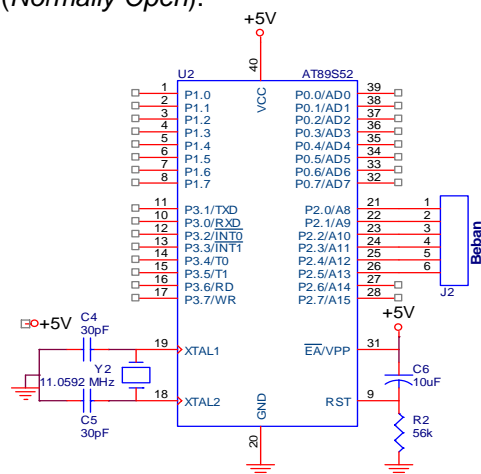 (Normally Open).
+5V
40
U2
AT89S52
VCC
1 P1.0
2 P1.1
3 P1.2
4 P1.3
5 P1.4
6 P1.5
7 P1.6
8 P1.7
11 P3.1/TXD
10 P3.0/RXD
12 P3.2/INT0
13 P3.3/INT1
14 P3.4/T0
15 P3.5/T1
16 P3.6/RD
17 P3.7/WR
19 XTAL1
18 XTAL2
P0.0/AD0 39
P0.1/AD1 38
P0.2/AD2 37
P0.3/AD3 36
P0.4/AD4 35
P0.5/AD5 34
P0.6/AD6 33
P0.7/AD7 32
P2.0/A8 21 1
P2.1/A9 22 2
P2.2/A10 23 3
P2.3/A11 24 4
P2.4/A12 25 5
P2.5/A13 26 6
P2.6/A14 27
P2.7/A15 28
Beban
J2
EA/VPP 31
RST 9
GND
20
+5V
C4
30pF
Y2
11.0592 MHz
C5
30pF
+5V
C6
10uF
R2
56k